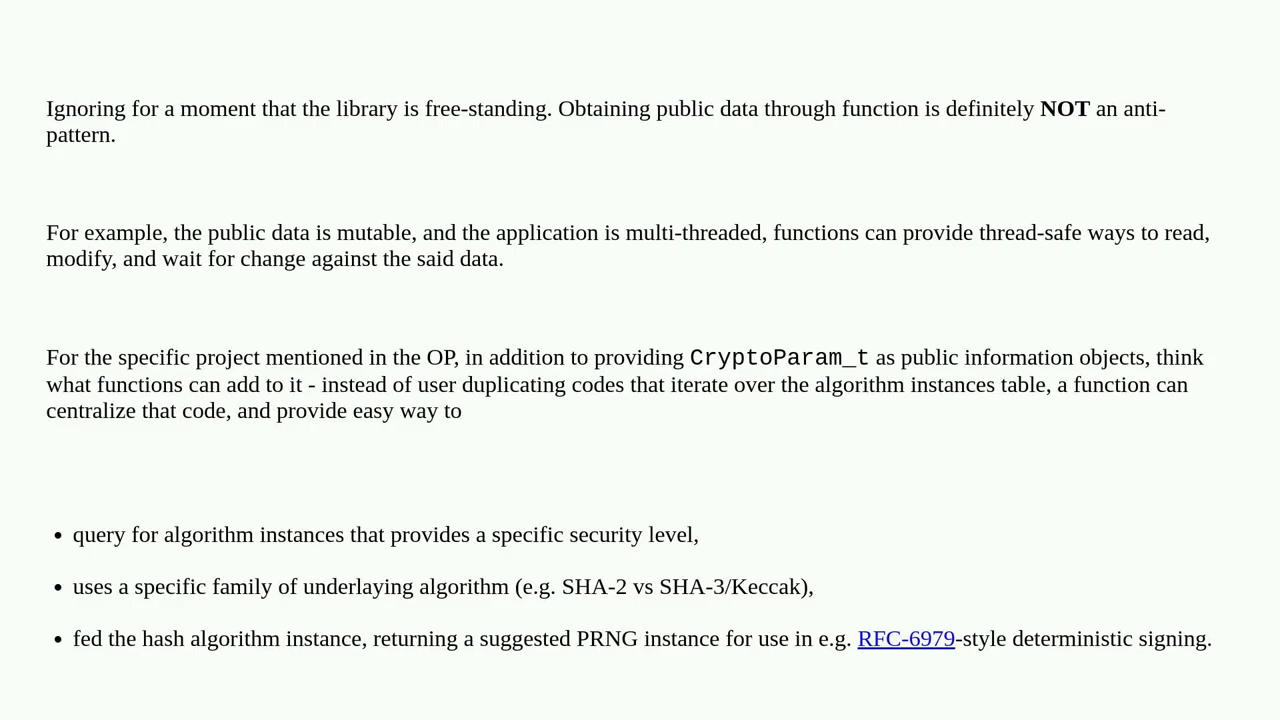 Ignoring for a moment that the library is free-standing. Obtaining public data through function is definitely NOT an anti-
pattern.
For example, the public data is mutable, and the application is multi-threaded, functions can provide thread-safe ways to read,
modify, and wait for change against the said data.
For the specific project mentioned in the OP, in addition to providing CryptoParam_t as public information objects, think
what functions can add to it - instead of user duplicating codes that iterate over the algorithm instances table, a function can
centralize that code, and provide easy way to
• query for algorithm instances that provides a specific security level,
• uses a specific family of underlaying algorithm (e.g. SHA-2 vs SHA-3/Keccak),
• fed the hash algorithm instance, returning a suggested PRNG instance for use in e.g. RFC-6979-style deterministic signing.